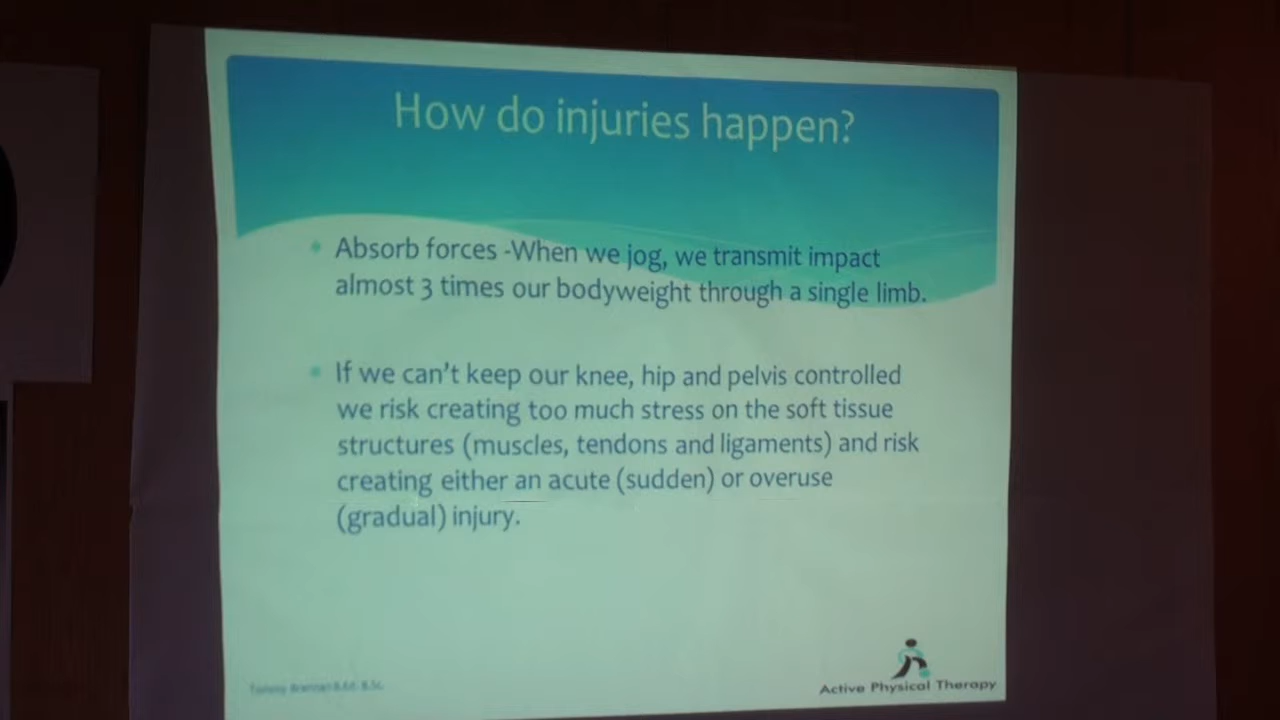 How do injuries happen?
Absorb forces -When we jog, we transmit impact
almost 3 times our bodyweight through a single limb.
If we can't keep our knee, hip and pelvis controlled
we risk creating too much stress on the soft tissue
structures (muscles, tendons and ligaments) and risk
creating either an acute (sudden) or overuse
(gradual) injury.
Active Physical Therapy